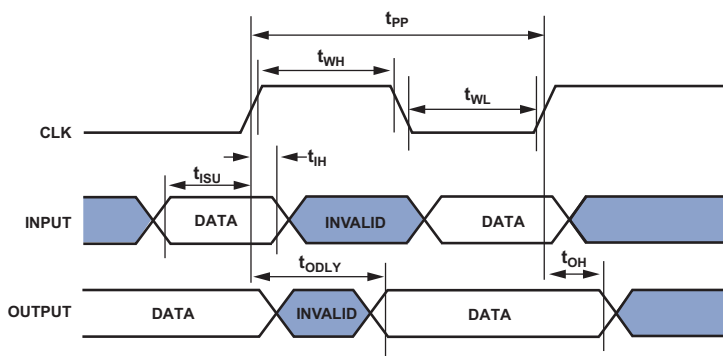 tPP
tWH
tWL
CLK
tIH
tISU
INPUT DATA INVALID DATA
tODLY
tOH
OUTPUT DATA INVALID DATA